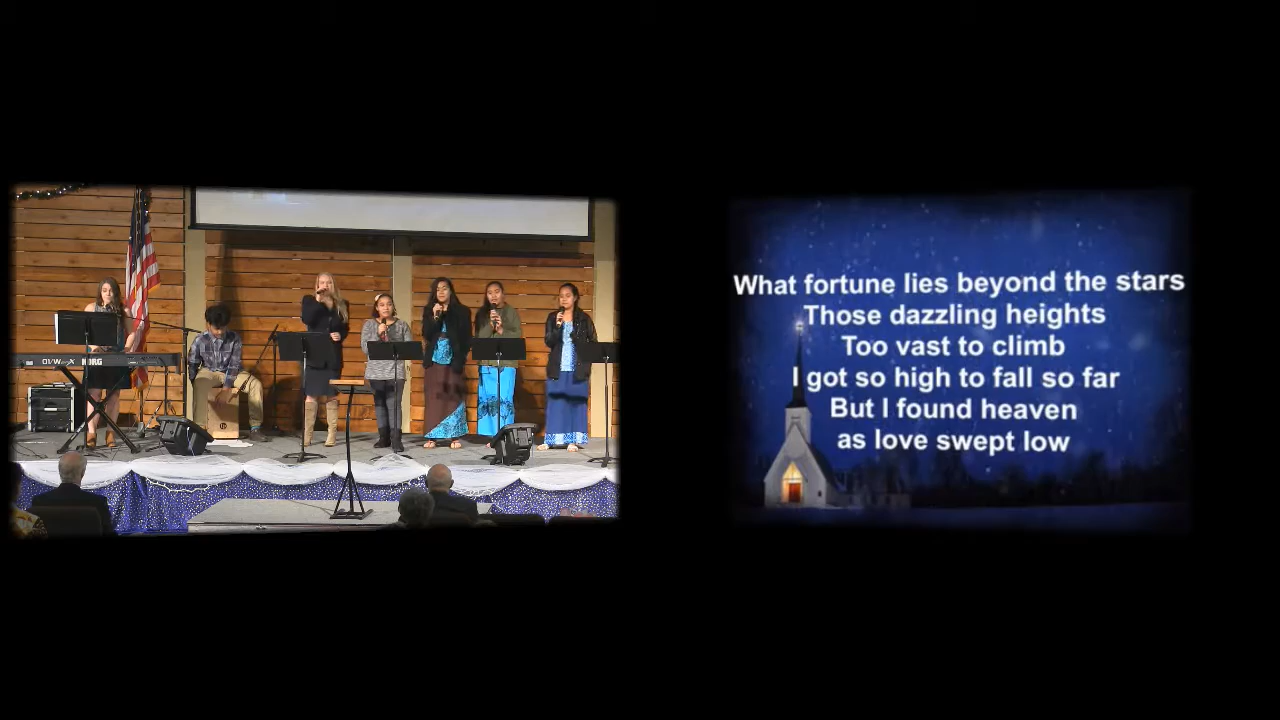 KORG
What fortune lies beyond the stars
Those dazzling heights
Too vast to climb
I got so high to fall so far
But I found heaven
as love swept low